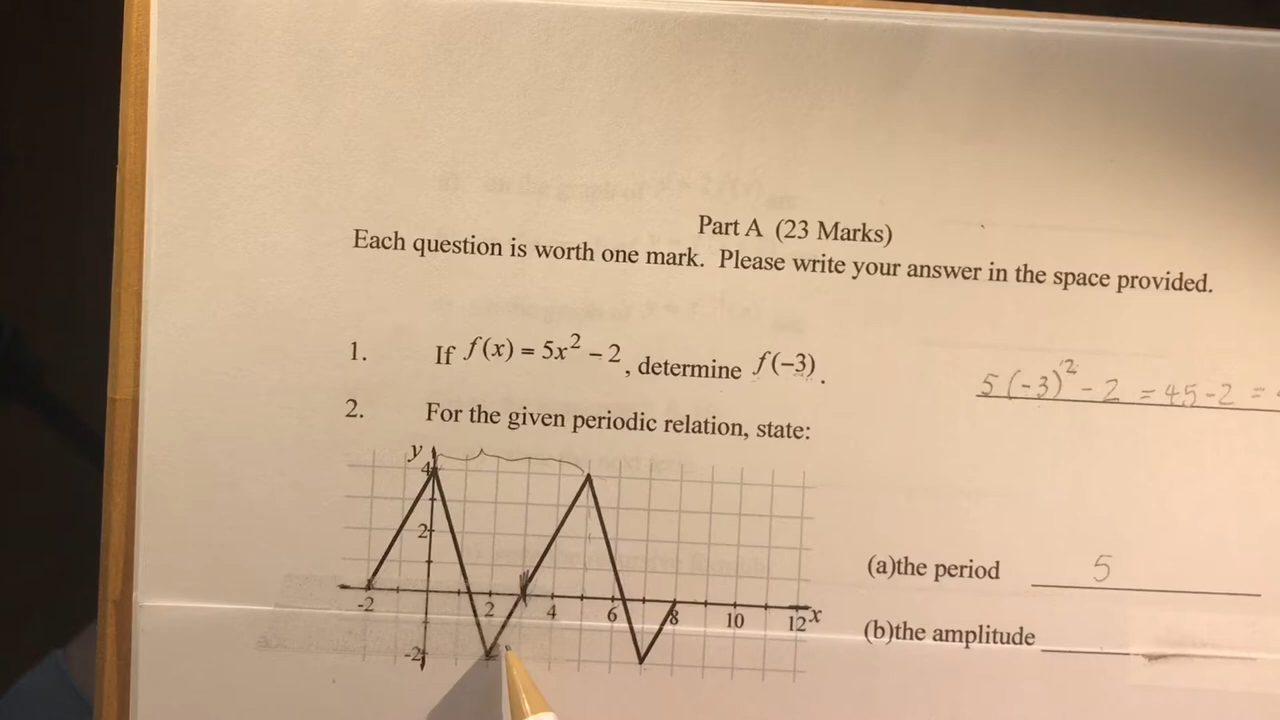 Part A (23 Marks)
Each question is worth one mark. Please write your answer in the space provided.
1. If f(x) = 5x² – 2, determine f(−3).
5(-3)² - 2 = 45-2 =
2. For the given periodic relation, state:
y
4
2
-2 2 4 6 8 10 12 x
-2
(a)the period 5
(b)the amplitude